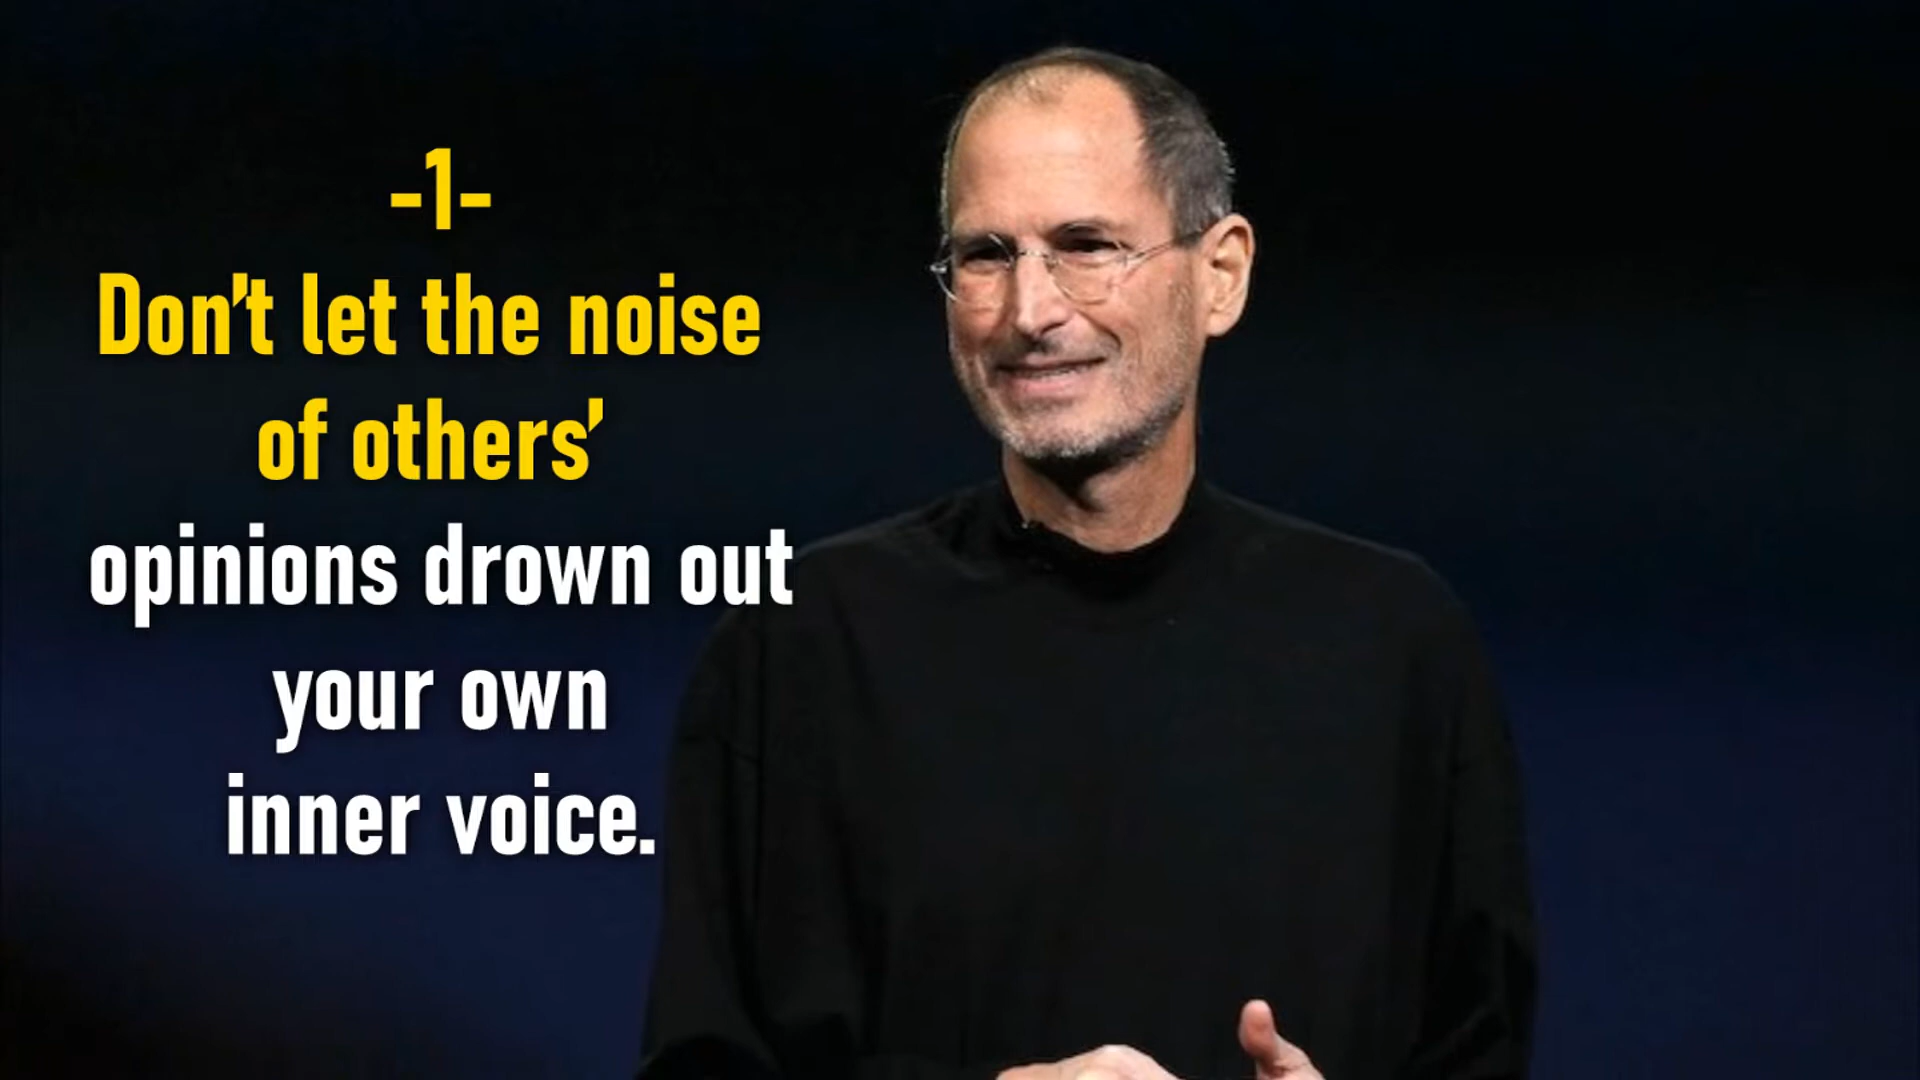 -1-
Don't let the noise
of others'
opinions drown out
your own
inner voice.